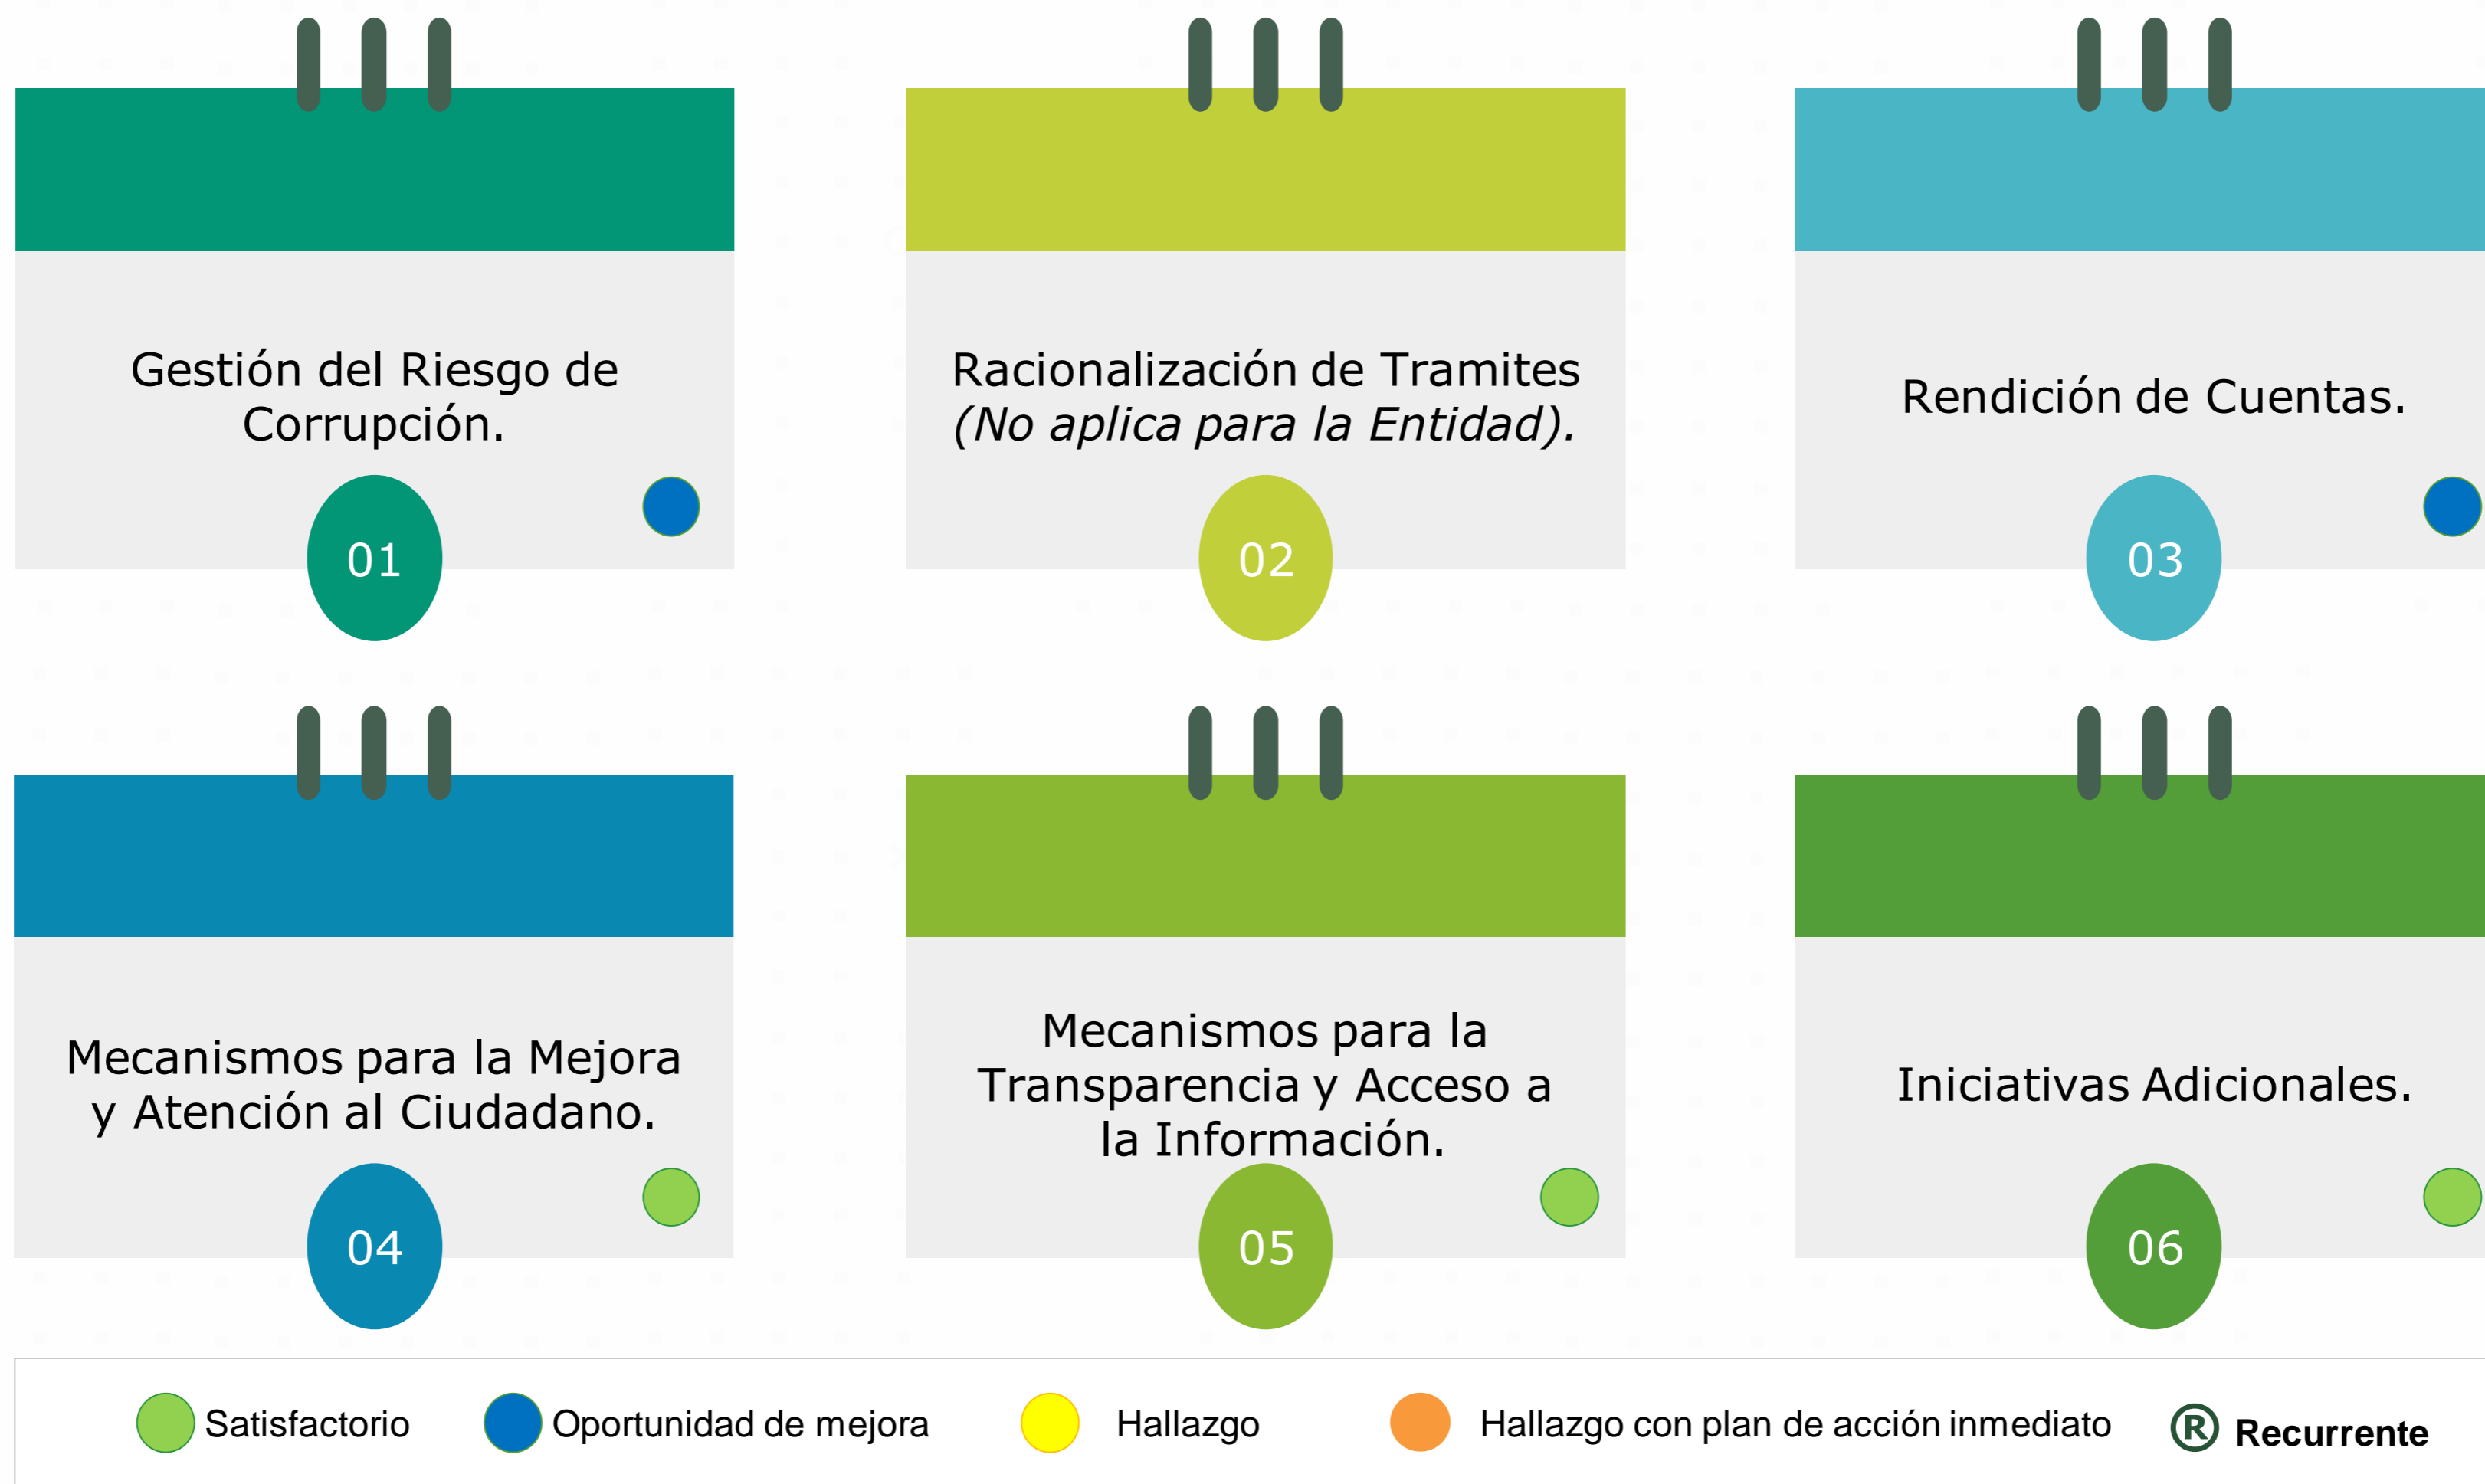 Gestión del Riesgo de
Corrupción.
01
Racionalización de Tramites
(No aplica para la Entidad).
02
Rendición de Cuentas.
03
Mecanismos para la Mejora
y Atención al Ciudadano.
04
Mecanismos para la
Transparencia y Acceso a
la Información.
05
Iniciativas Adicionales.
06
Satisfactorio
Oportunidad de mejora
Hallazgo
Hallazgo con plan de acción inmediato
® Recurrente